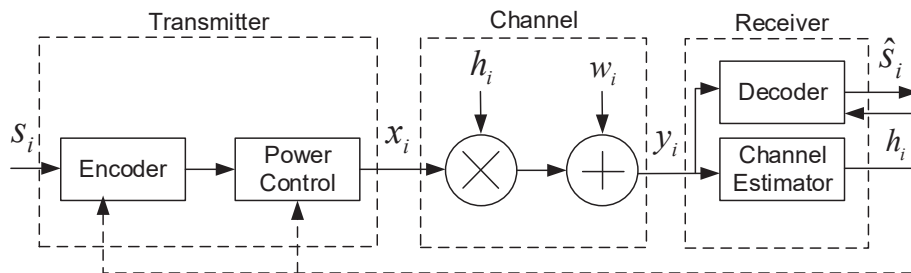 Transmitter
Channel
Receiver
s_i
Encoder
Power
Control
x_i
h_i
w_i
y_i
Decoder
ŝ_i
Channel
Estimator
h_i